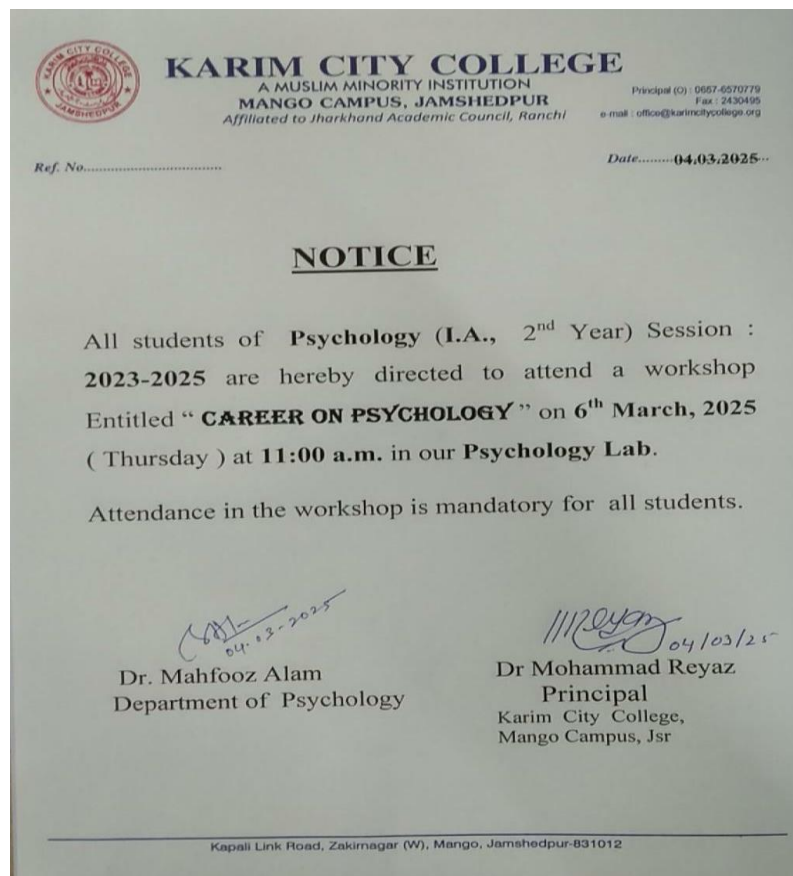 KARIM CITY COLLEGE
JAMSHEDPUR
KARIM CITY COLLEGE
A MUSLIM MINORITY INSTITUTION
MANGO CAMPUS, JAMSHEDPUR
Affiliated to Jharkhand Academic Council, Ranchi
Principal (O) : 0657-6570779
Fax : 2430495
e-mail : office@karimcitycollege.org
Ref. No..................................
Date.........04.03.2025...
NOTICE
All students of Psychology (I.A., 2nd Year) Session :
2023-2025 are hereby directed to attend a workshop
Entitled “ CAREER ON PSYCHOLOGY ” on 6th March, 2025
( Thursday ) at 11:00 a.m. in our Psychology Lab.
Attendance in the workshop is mandatory for all students.
04.03-2025
Dr. Mahfooz Alam
Department of Psychology
MReyaz
04/03/25
Dr Mohammad Reyaz
Principal
Karim City College,
Mango Campus, Jsr
Kapali Link Road, Zakirnagar (W), Mango, Jamshedpur-831012